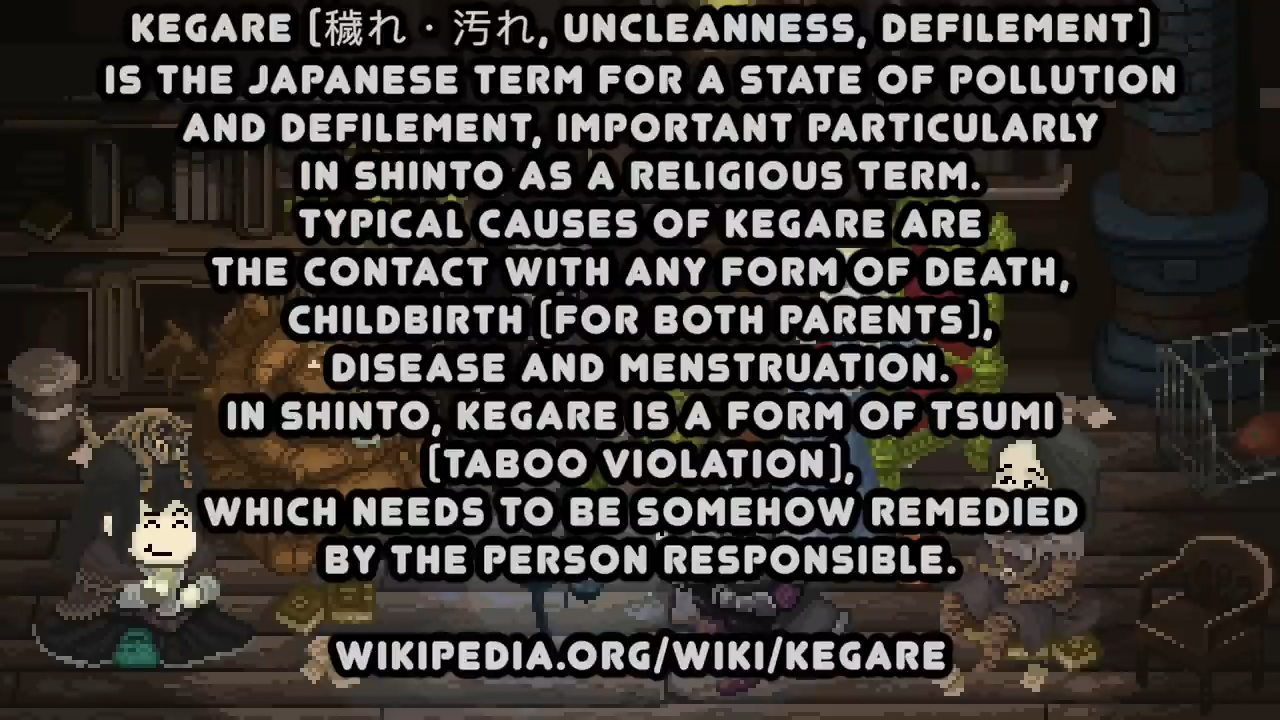 KEGARE [穢れ・汚れ, UNCLEANNESS, DEFILEMENT]
IS THE JAPANESE TERM FOR A STATE OF POLLUTION
AND DEFILEMENT, IMPORTANT PARTICULARLY
IN SHINTO AS A RELIGIOUS TERM.
TYPICAL CAUSES OF KEGARE ARE
THE CONTACT WITH ANY FORM OF DEATH,
CHILDBIRTH [FOR BOTH PARENTS],
DISEASE AND MENSTRUATION.
IN SHINTO, KEGARE IS A FORM OF TSUMI
[TABOO VIOLATION],
WHICH NEEDS TO BE SOMEHOW REMEDIED
BY THE PERSON RESPONSIBLE.
WIKIPEDIA.ORG/WIKI/KEGARE